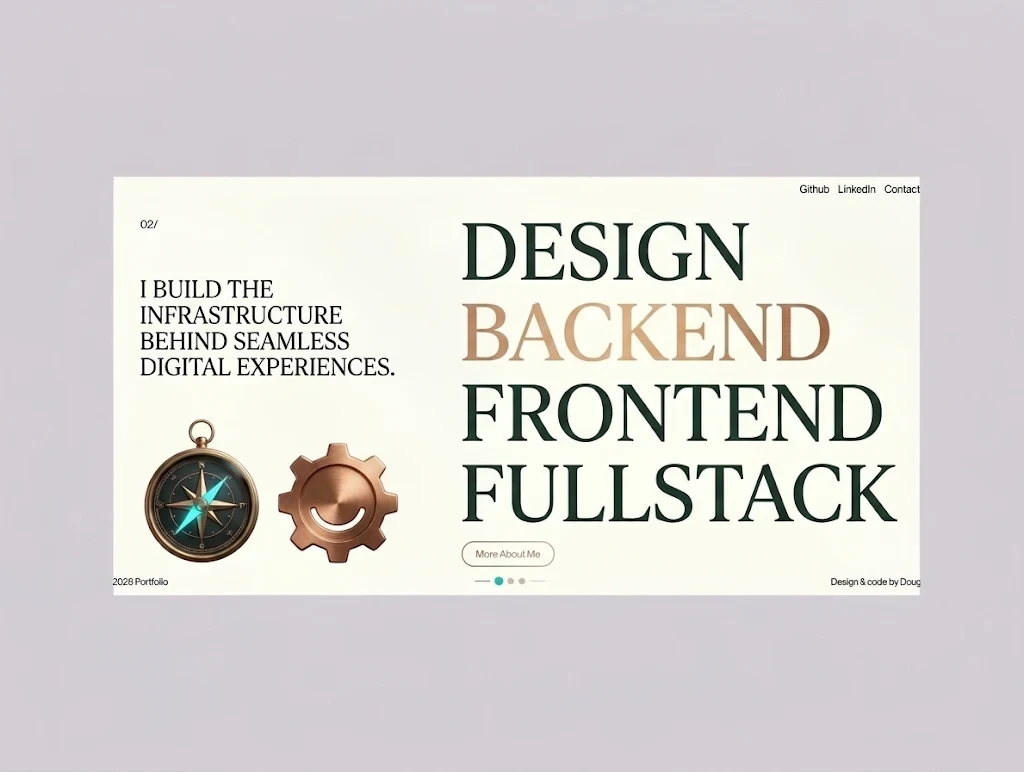 Github LinkedIn Contact
02/
I BUILD THE
INFRASTRUCTURE
BEHIND SEAMLESS
DIGITAL EXPERIENCES.
DESIGN
BACKEND
FRONTEND
FULLSTACK
More About Me
2028 Portfolio
Design & code by Doug